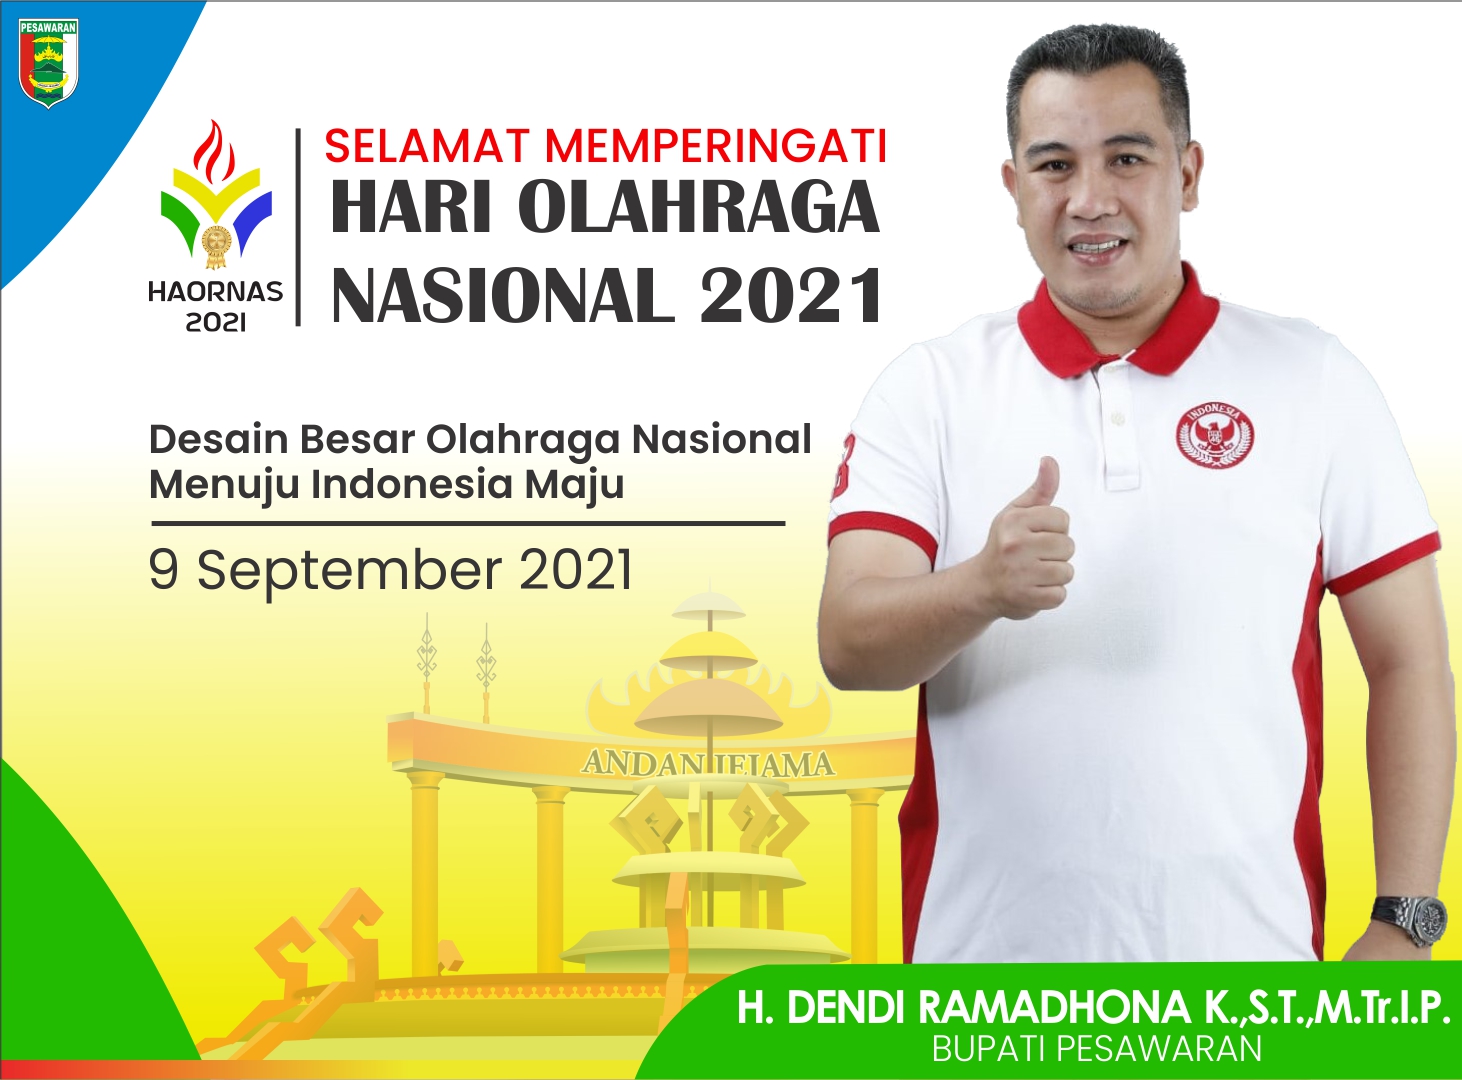 PESAWARAN
HAORNAS
2021
SELAMAT MEMPERINGATI
HARI OLAHRAGA
NASIONAL 2021
Desain Besar Olahraga Nasional
Menuju Indonesia Maju
9 September 2021
INDONESIA
ANDAN JEJAMA
H. DENDI RAMADHONA K.,S.T.,M.Tr.I.P.
BUPATI PESAWARAN